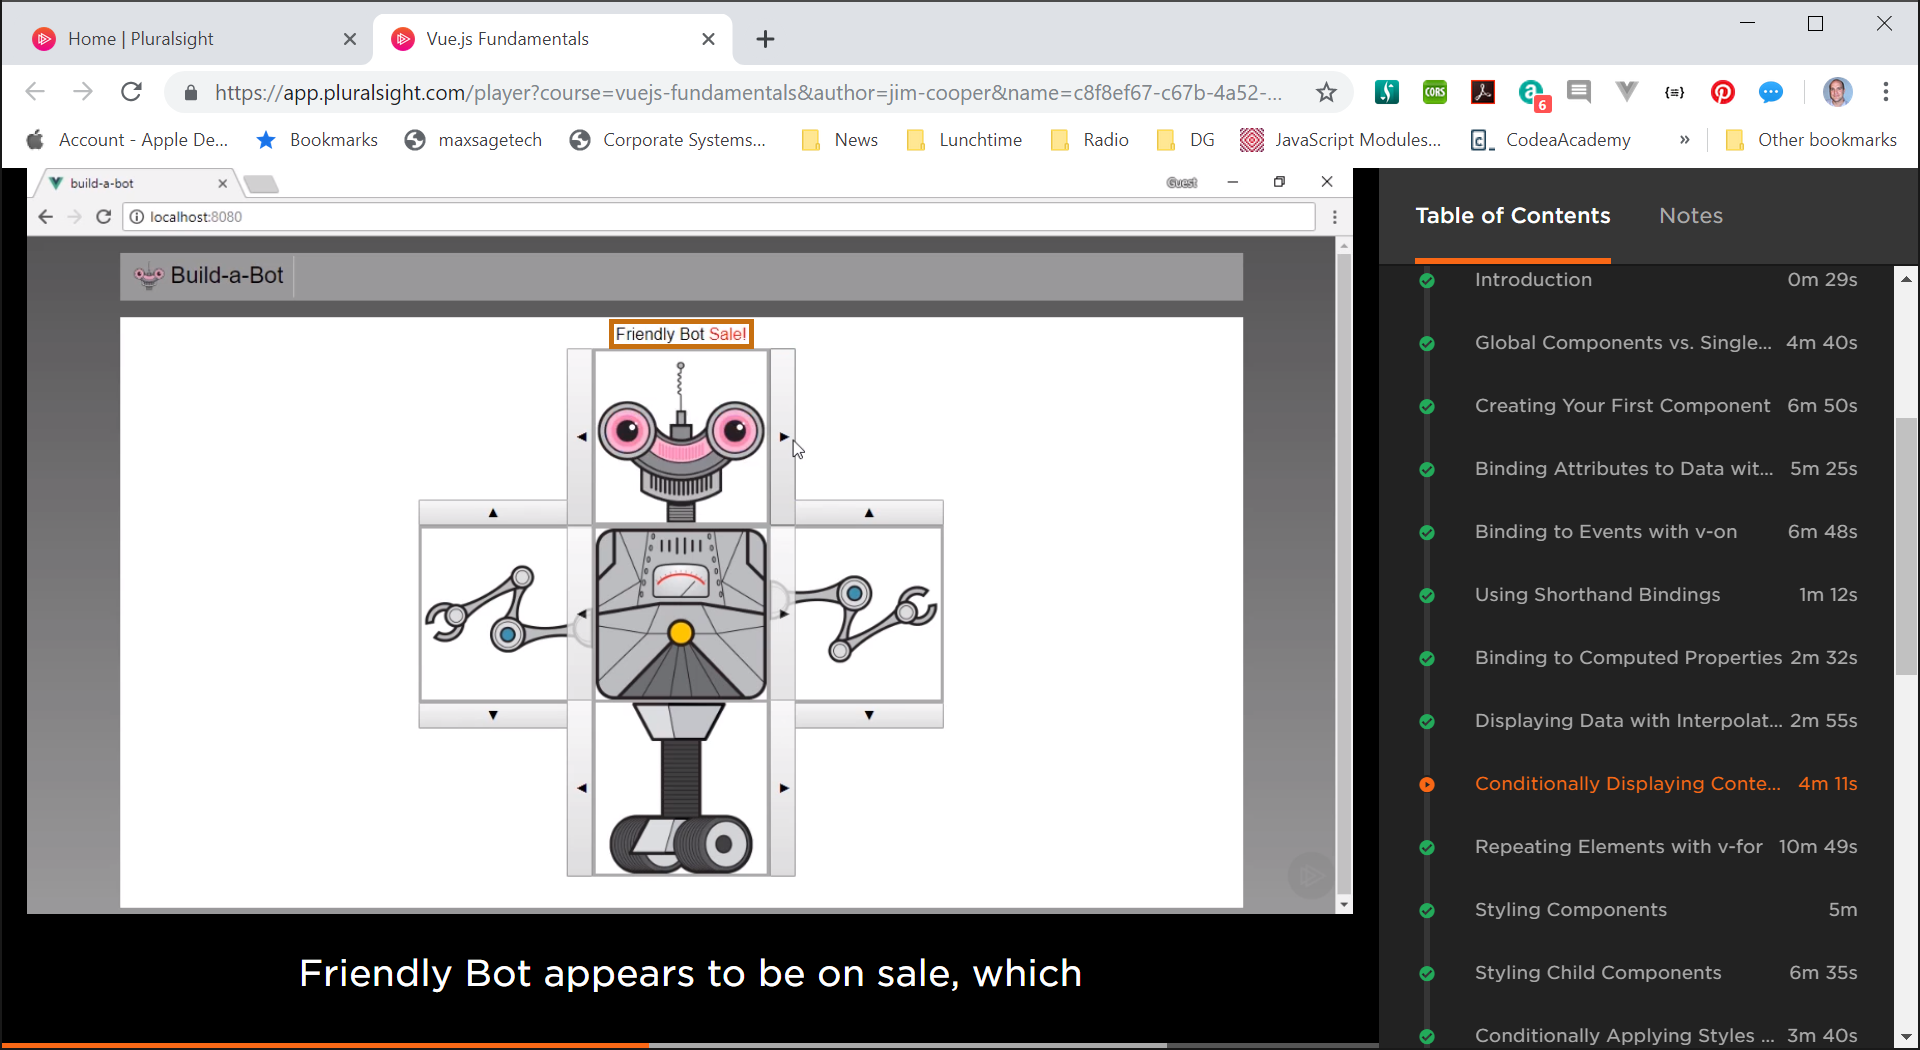 Home | Pluralsight
Vue.js Fundamentals
https://app.pluralsight.com/player?course=vuejs-fundamentals&author=jim-cooper&name=c8f8ef67-c67b-4a52-...
CORS
6
{≡}
Account - Apple De...
Bookmarks
maxsagetech
Corporate Systems...
News
Lunchtime
Radio
DG
JavaScript Modules...
CodeaAcademy
»
Other bookmarks
build-a-bot
Guest
localhost:8080
Build-a-Bot
Friendly Bot Sale!
Friendly Bot appears to be on sale, which
Table of Contents
Notes
Introduction 0m 29s
Global Components vs. Single... 4m 40s
Creating Your First Component 6m 50s
Binding Attributes to Data wit... 5m 25s
Binding to Events with v-on 6m 48s
Using Shorthand Bindings 1m 12s
Binding to Computed Properties 2m 32s
Displaying Data with Interpolat... 2m 55s
Conditionally Displaying Conte... 4m 11s
Repeating Elements with v-for 10m 49s
Styling Components 5m
Styling Child Components 6m 35s
Conditionally Applying Styles ... 3m 40s